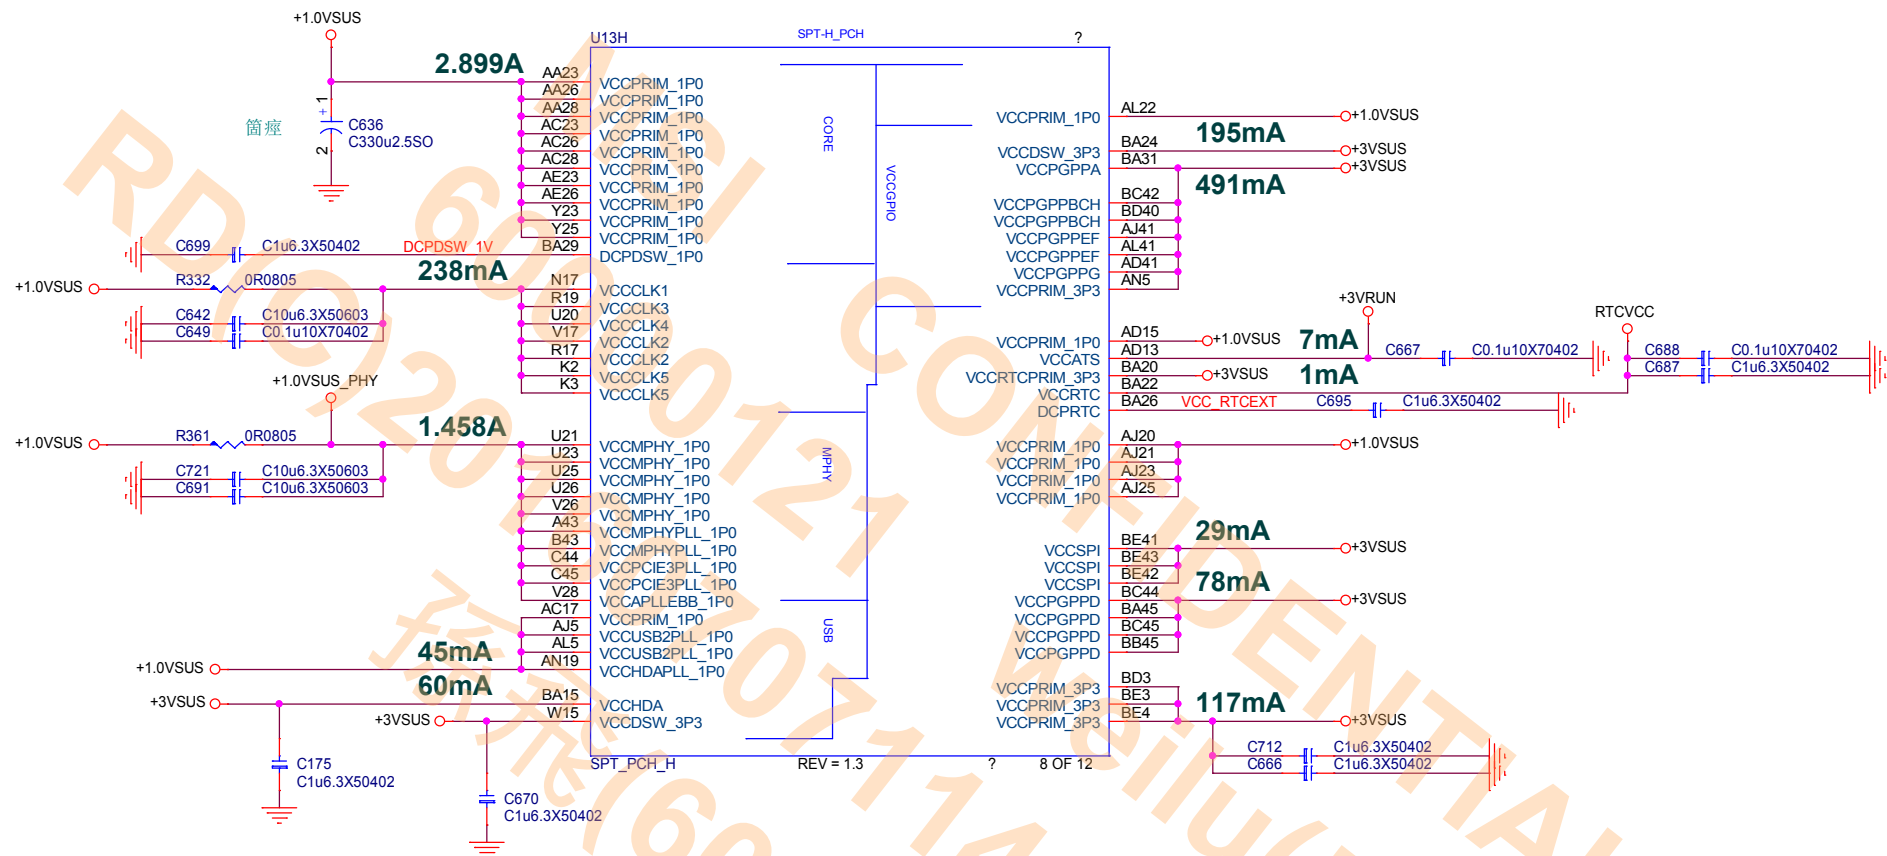 +1.0VSUS
U13H SPT-H_PCH ?
2.899A
1
+
2
C636
C330u2.5SO
箇瘂
AA23 VCCPRIM_1P0
AA26 VCCPRIM_1P0
AA28 VCCPRIM_1P0
AC23 VCCPRIM_1P0
AC26 VCCPRIM_1P0
AC28 VCCPRIM_1P0
AE23 VCCPRIM_1P0
AE26 VCCPRIM_1P0
Y23 VCCPRIM_1P0
Y25 VCCPRIM_1P0
C699 C1u6.3X50402 DCPDSW_1V BA29 DCPDSW_1P0
238mA
+1.0VSUS R332 0R0805 N17 VCCCLK1
R19 VCCCLK3
C642 C10u6.3X50603 U20 VCCCLK4
C649 C0.1u10X70402 V17 VCCCLK2
R17 VCCCLK2
K2 VCCCLK5
K3 VCCCLK5
+1.0VSUS_PHY
1.458A
+1.0VSUS R361 0R0805 U21 VCCMPHY_1P0
U23 VCCMPHY_1P0
C721 C10u6.3X50603 U25 VCCMPHY_1P0
C691 C10u6.3X50603 U26 VCCMPHY_1P0
V26 VCCMPHY_1P0
A43 VCCMPHYPLL_1P0
B43 VCCMPHYPLL_1P0
C44 VCCPCIE3PLL_1P0
C45 VCCPCIE3PLL_1P0
V28 VCCAPLLEBB_1P0
AC17 VCCPRIM_1P0
AJ5 VCCUSB2PLL_1P0
AL5 VCCUSB2PLL_1P0
45mA
+1.0VSUS AN19 VCCHDAPLL_1P0
60mA
+3VSUS BA15 VCCHDA
+3VSUS W15 VCCDSW_3P3
C175
C1u6.3X50402
C670
C1u6.3X50402
CORE
VCCGPIO
MPHY
USB
VCCPRIM_1P0 AL22 +1.0VSUS
195mA
VCCDSW_3P3 BA24 +3VSUS
VCCPGPPA BA31 +3VSUS
491mA
VCCPGPPBCH BC42
VCCPGPPBCH BD40
VCCPGPPEF AJ41
VCCPGPPEF AL41
VCCPGPPG AD41
VCCPRIM_3P3 AN5
+3VRUN
RTCVCC
VCCPRIM_1P0 AD15 +1.0VSUS
7mA
VCCATS AD13 C667 C0.1u10X70402 C688 C0.1u10X70402
VCCRTCPRIM_3P3 BA20 +3VSUS C687 C1u6.3X50402
1mA
VCCRTC BA22
DCPRTC BA26 VCC_RTCEXT C695 C1u6.3X50402
VCCPRIM_1P0 AJ20 +1.0VSUS
VCCPRIM_1P0 AJ21
VCCPRIM_1P0 AJ23
VCCPRIM_1P0 AJ25
29mA
VCCSPI BE41 +3VSUS
VCCSPI BE43
VCCSPI BE42
78mA
VCCPGPPD BC44 +3VSUS
VCCPGPPD BA45
VCCPGPPD BC45
VCCPGPPD BB45
VCCPRIM_3P3 BD3
VCCPRIM_3P3 BE3
117mA
VCCPRIM_3P3 BE4 +3VSUS
C712 C1u6.3X50402
C666 C1u6.3X50402
SPT_PCH_H REV = 1.3 ? 8 OF 12
MSI CONFIDENTIAL